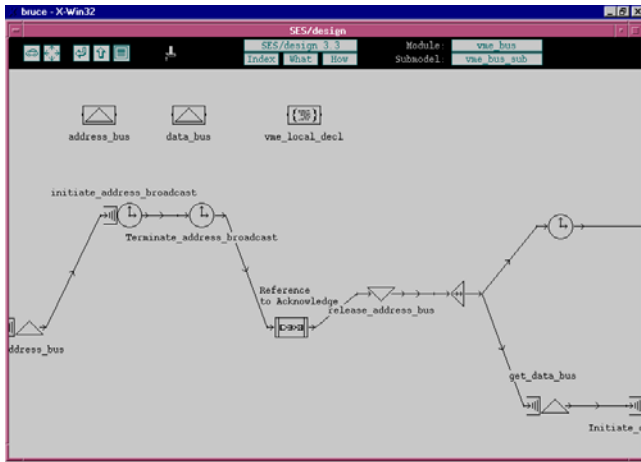 bruce - X-Win32
SES/design
SES/design 3.3
Index What How
Module: vme_bus
Submodel: vme_bus_sub
address_bus data_bus vme_local_decl
initiate_address_broadcast
Terminate_address_broadcast
Reference
to Acknowledge
release_address_bus
ddress_bus
get_data_bus
Initiate_